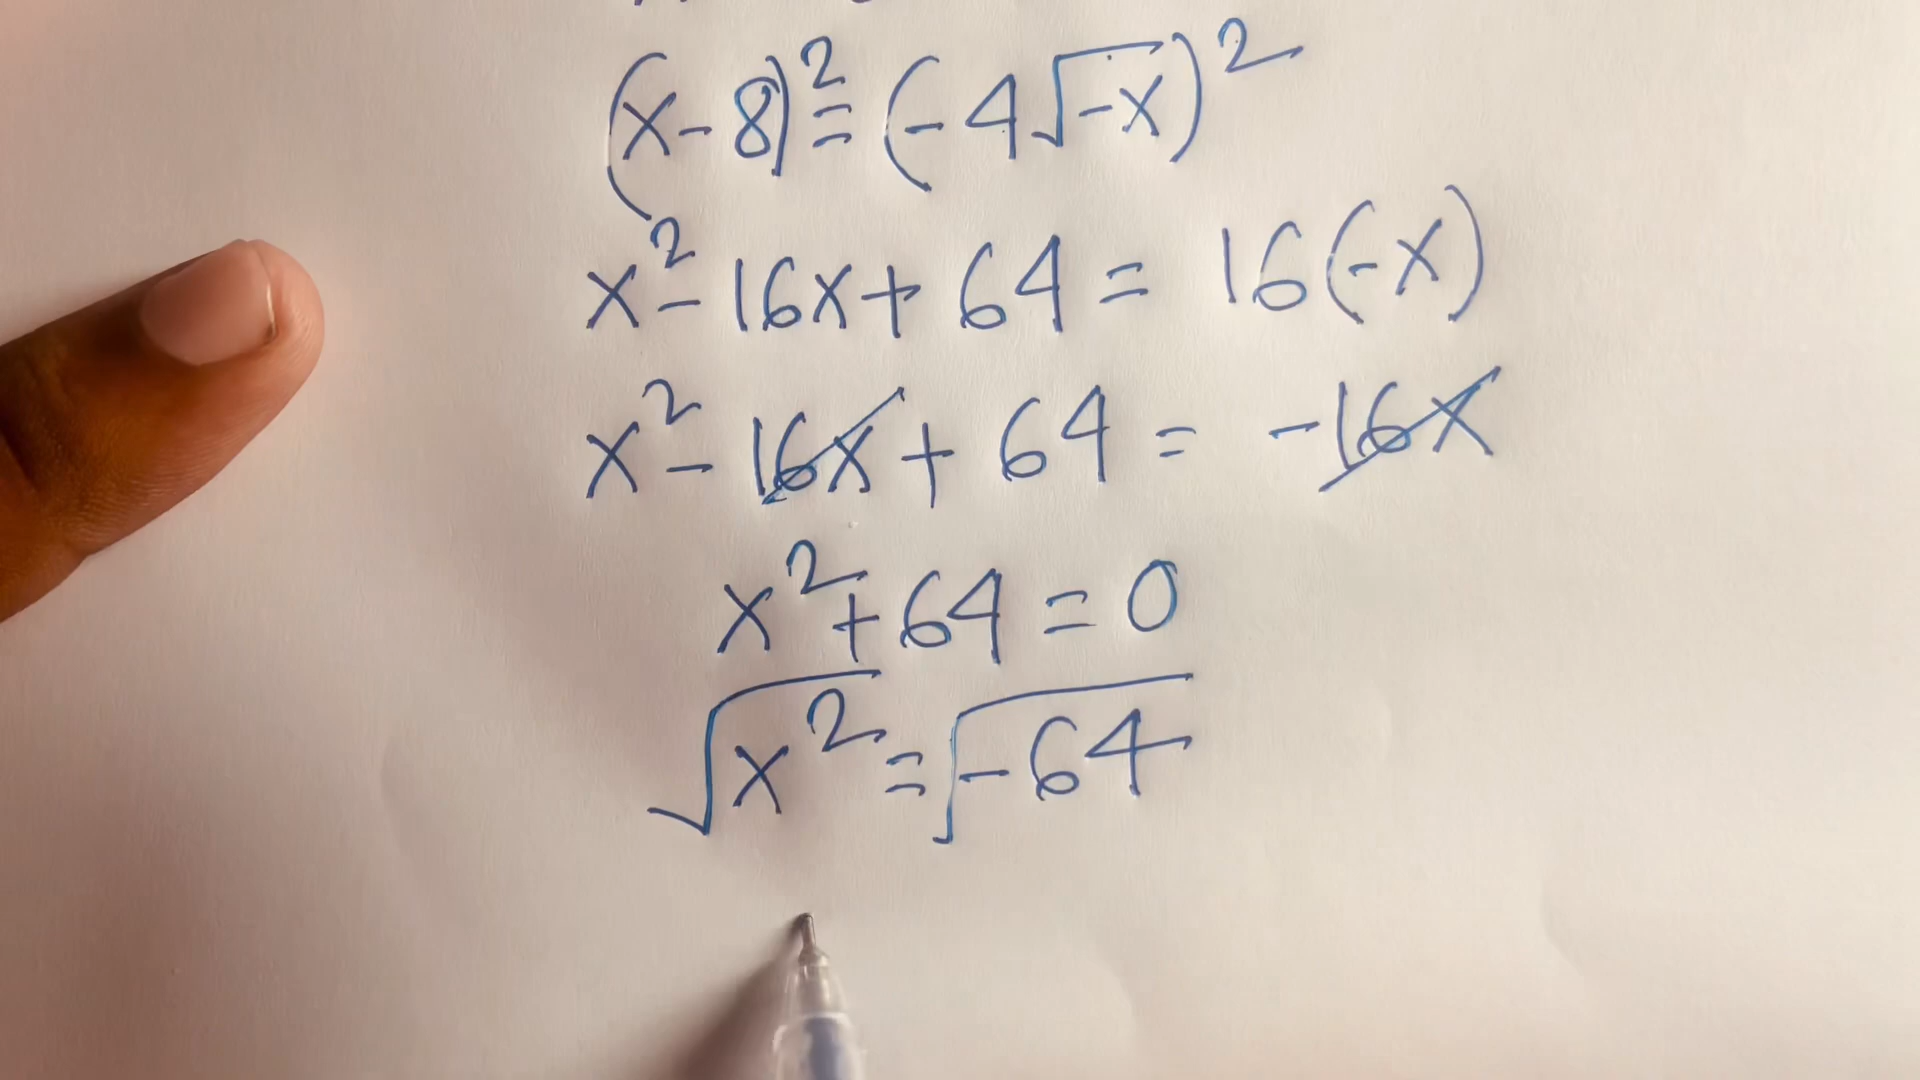 (x-8)² = (-4√-x)²
x² - 16x + 64 = 16(-x)
x² - 16x + 64 = -16x
x² + 64 = 0
√x² = √-64